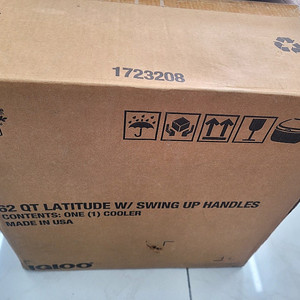 1723208
62 QT LATITUDE W/ SWING UP HANDLES
CONTENTS: ONE (1) COOLER
MADE IN USA
IGLOO